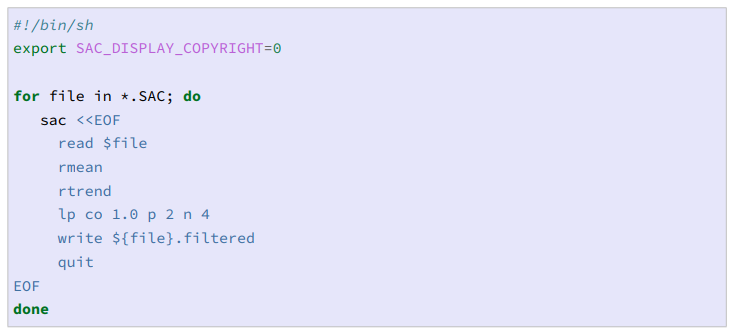 #!/bin/sh
export SAC_DISPLAY_COPYRIGHT=0
for file in *.SAC; do
sac <<EOF
read $file
rmean
rtrend
lp co 1.0 p 2 n 4
write ${file}.filtered
quit
EOF
done